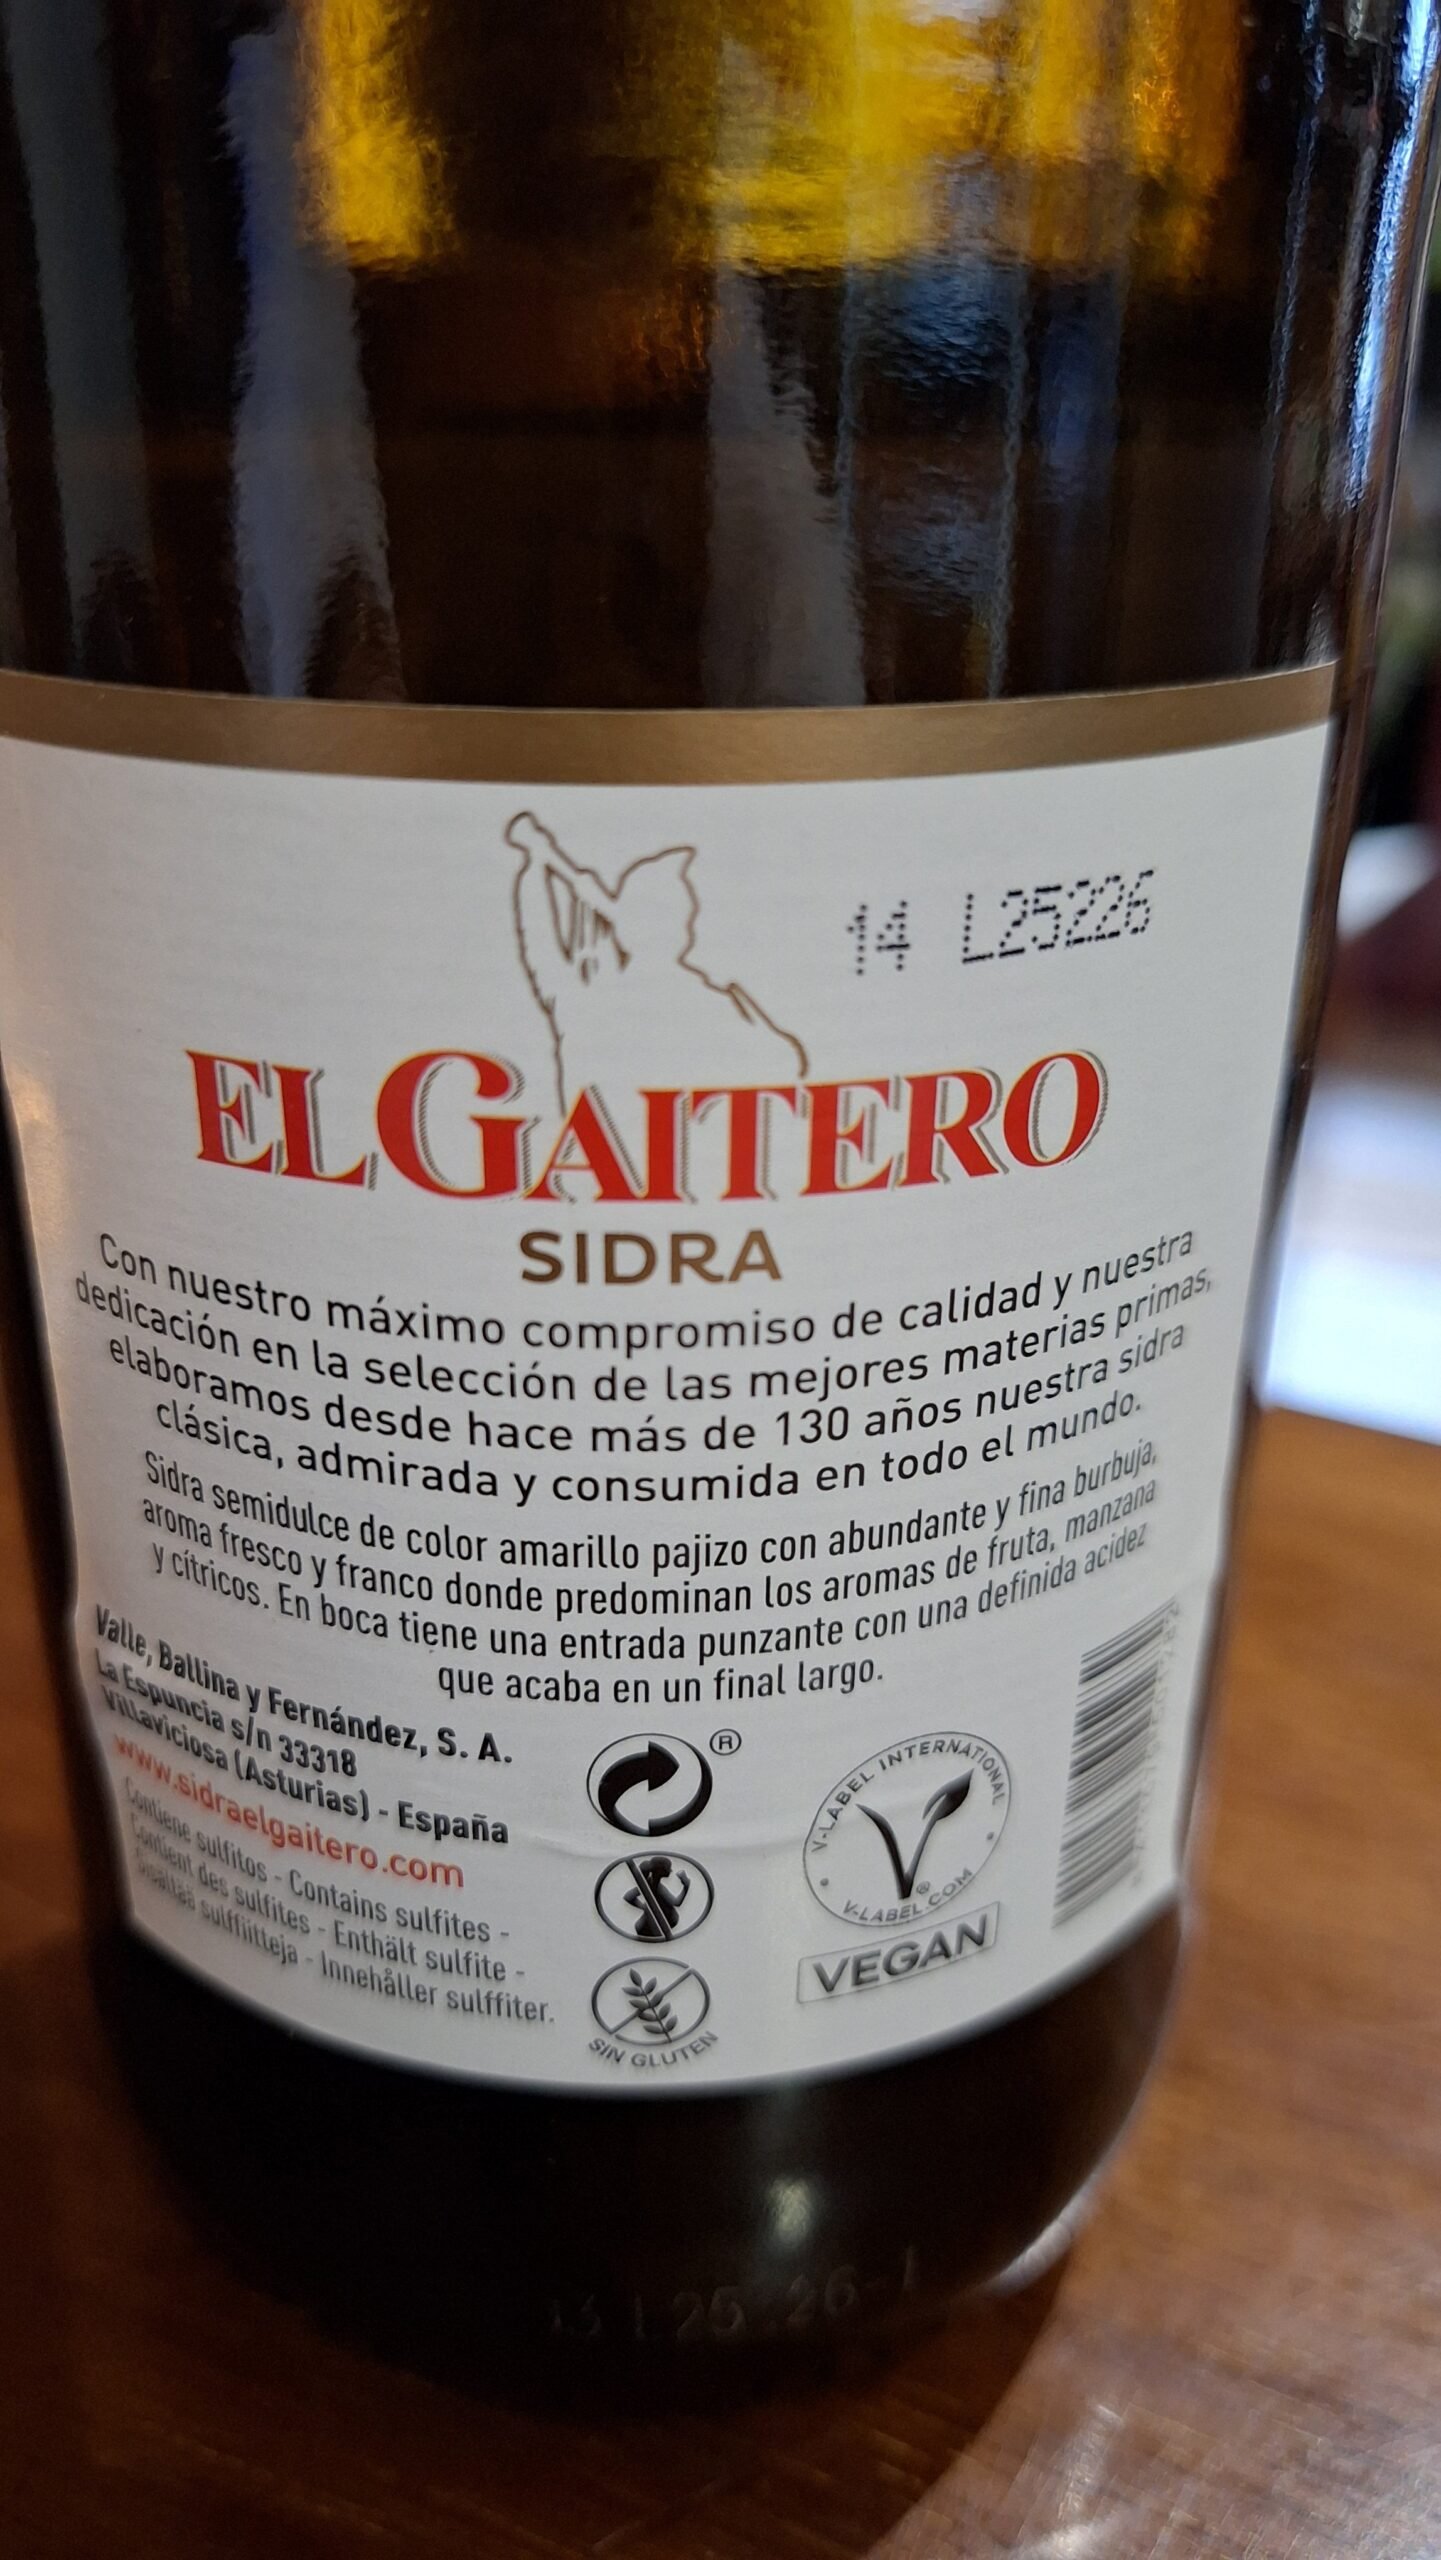 14 L25226
EL GAITERO
SIDRA
Con nuestro máximo compromiso de calidad y nuestra
dedicación en la selección de las mejores materias primas,
elaboramos desde hace más de 130 años nuestra sidra
clásica, admirada y consumida en todo el mundo.
Sidra semidulce de color amarillo pajizo con abundante y fina burbuja,
aroma fresco y franco donde predominan los aromas de fruta, manzana
y cítricos. En boca tiene una entrada punzante con una definida acidez
que acaba en un final largo.
Valle, Ballina y Fernández, S. A.
La Espuncia s/n 33318
Villaviciosa (Asturias) - España
www.sidraelgaitero.com
Contiene sulfitos - Contains sulfites -
Contient des sulfites - Enthält sulfite -
sulffiitteja - Innehåller sulffiter.
®
SIN GLUTEN
V-LABEL INTERNATIONAL
®
V-LABEL.COM
VEGAN